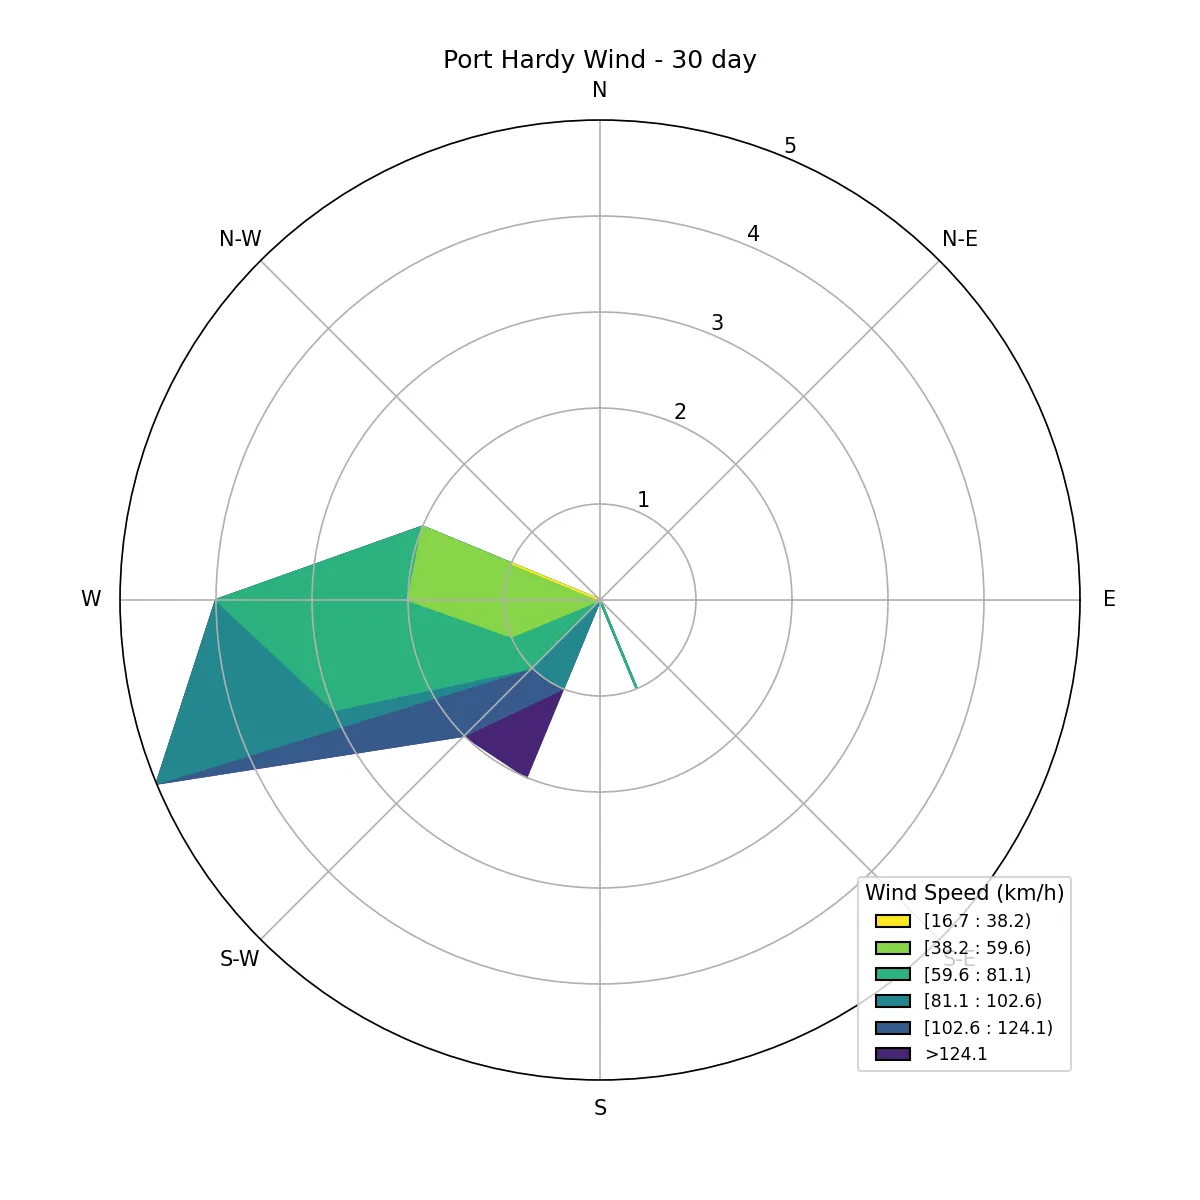 Port Hardy Wind - 30 day
N
5
N-W
N-E
4
3
2
1
W
E
Wind Speed (km/h)
[16.7 : 38.2)
[38.2 : 59.6)
S-W
S-E
[59.6 : 81.1)
[81.1 : 102.6)
[102.6 : 124.1)
>124.1
S